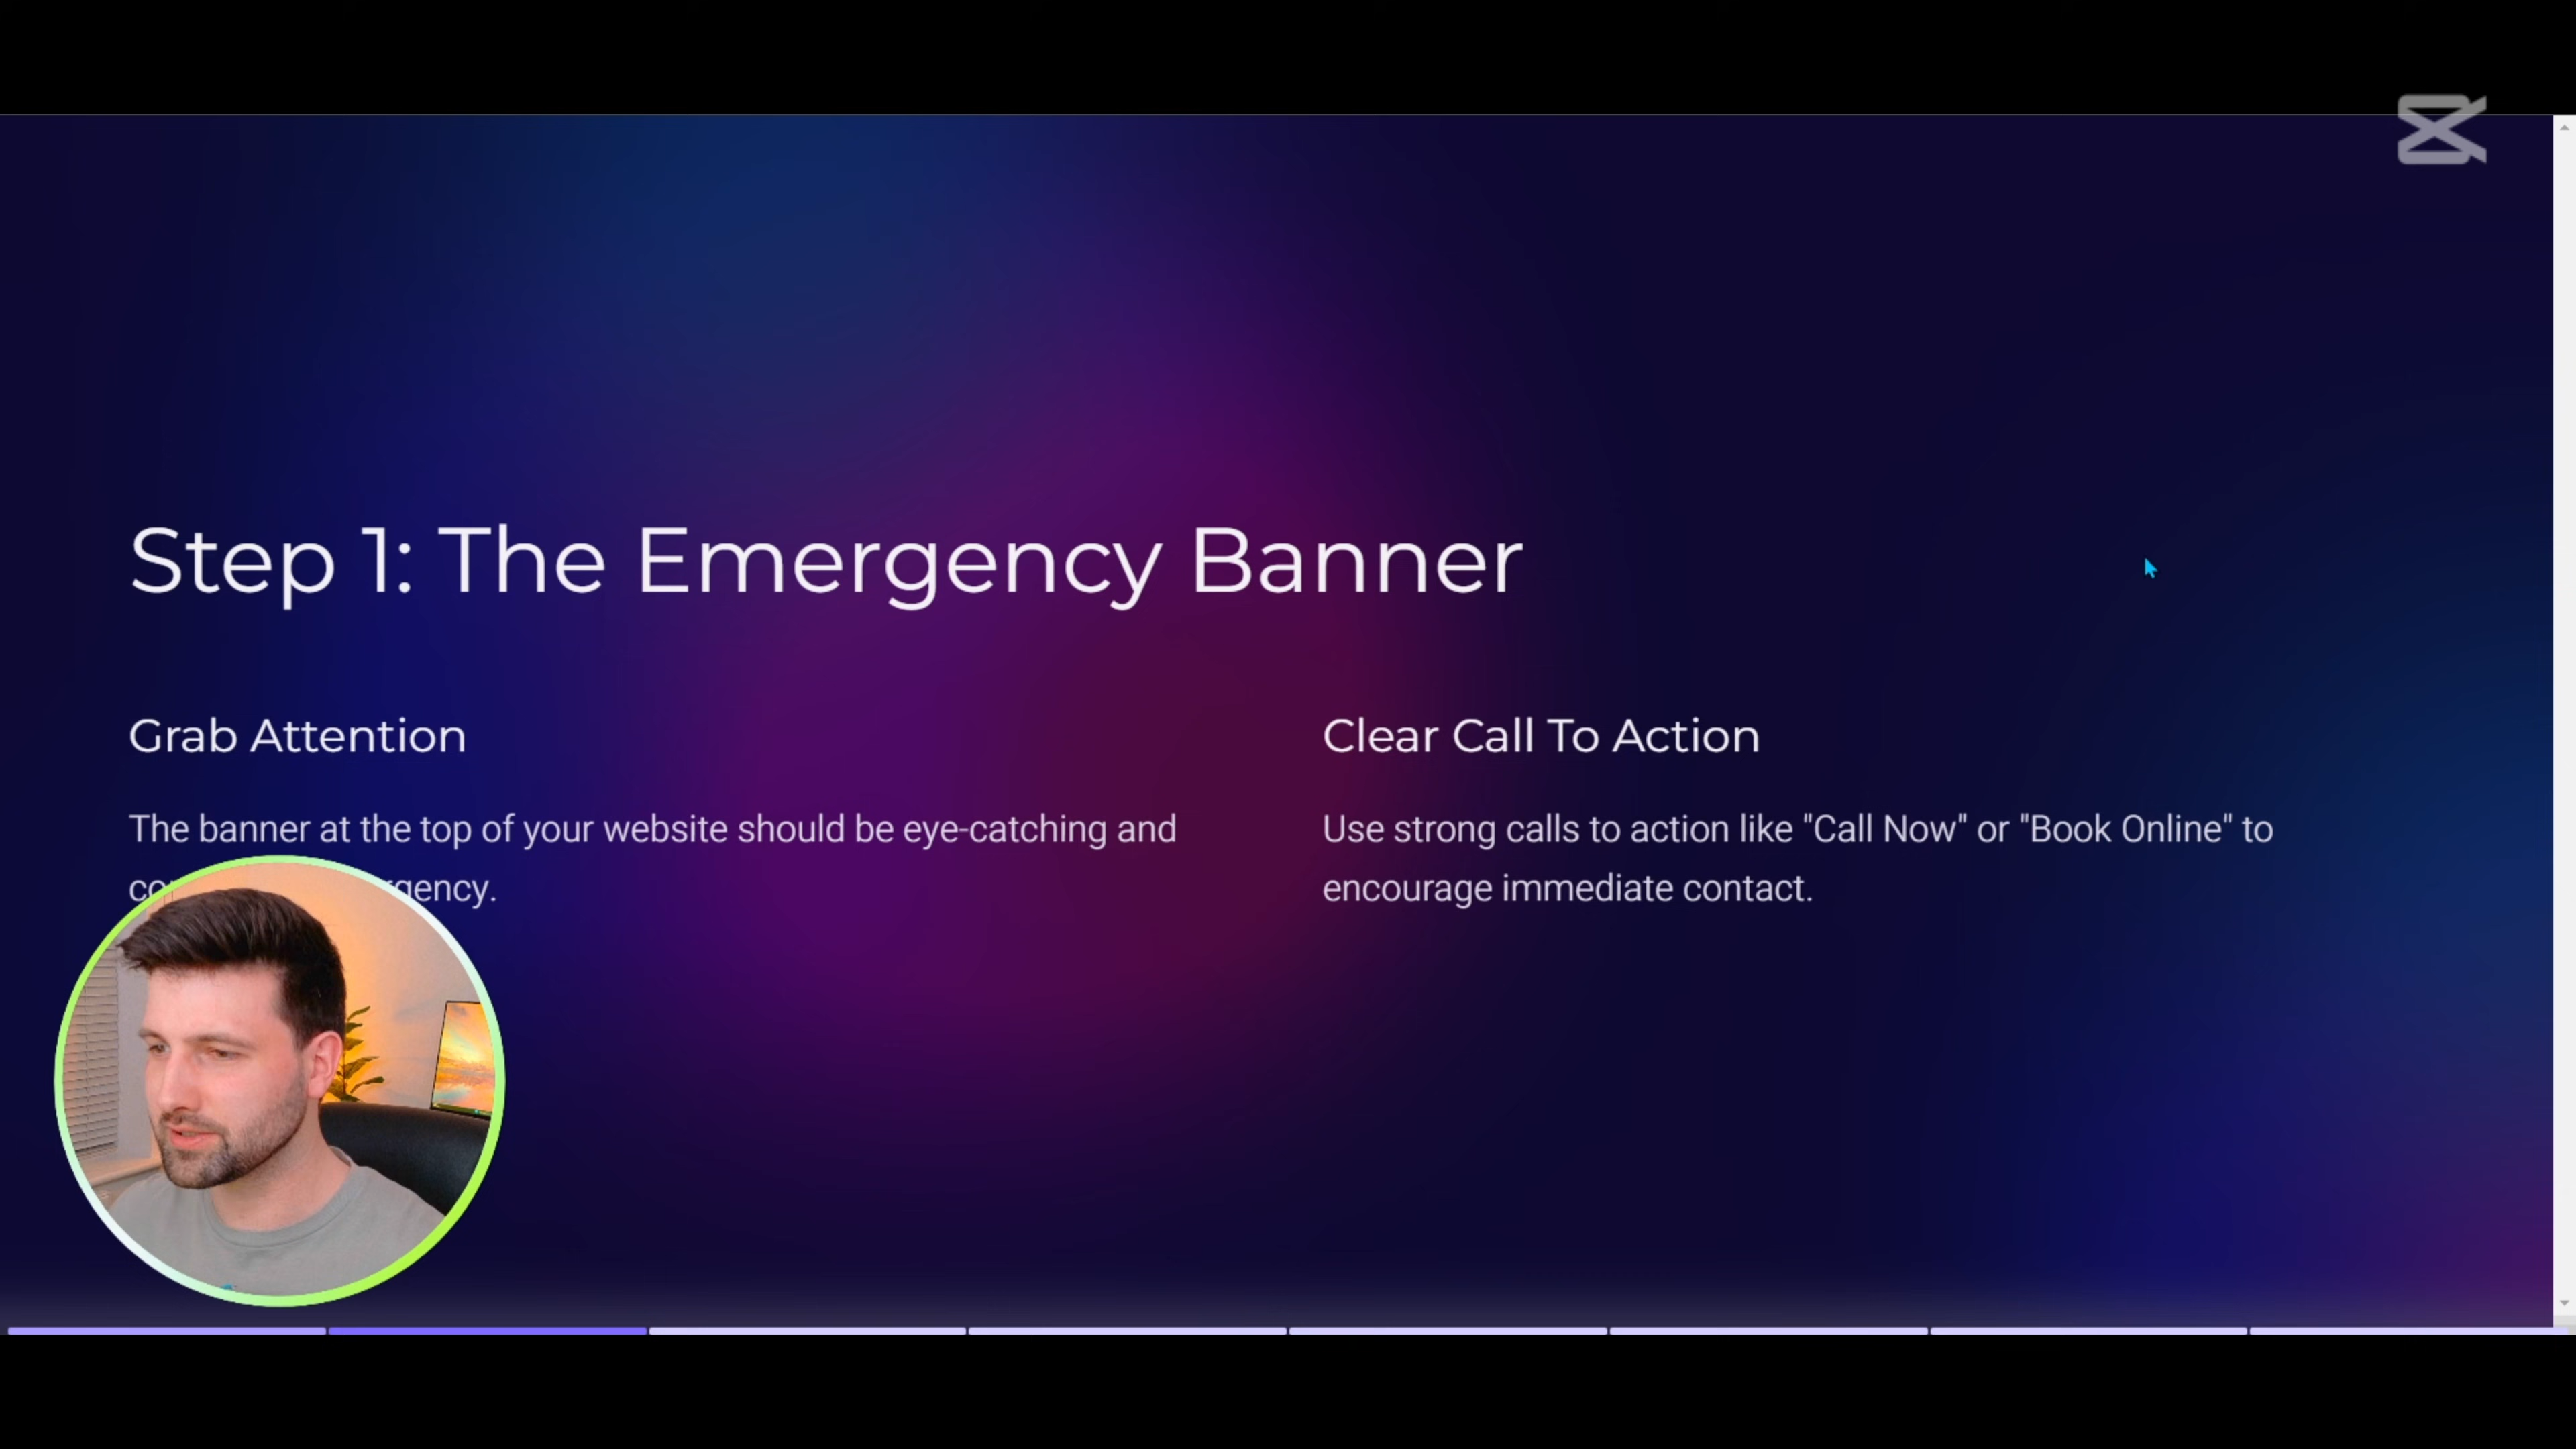 Step 1: The Emergency Banner
Grab Attention
The banner at the top of your website should be eye-catching and
Clear Call To Action
Use strong calls to action like "Call Now" or "Book Online" to
encourage immediate contact.